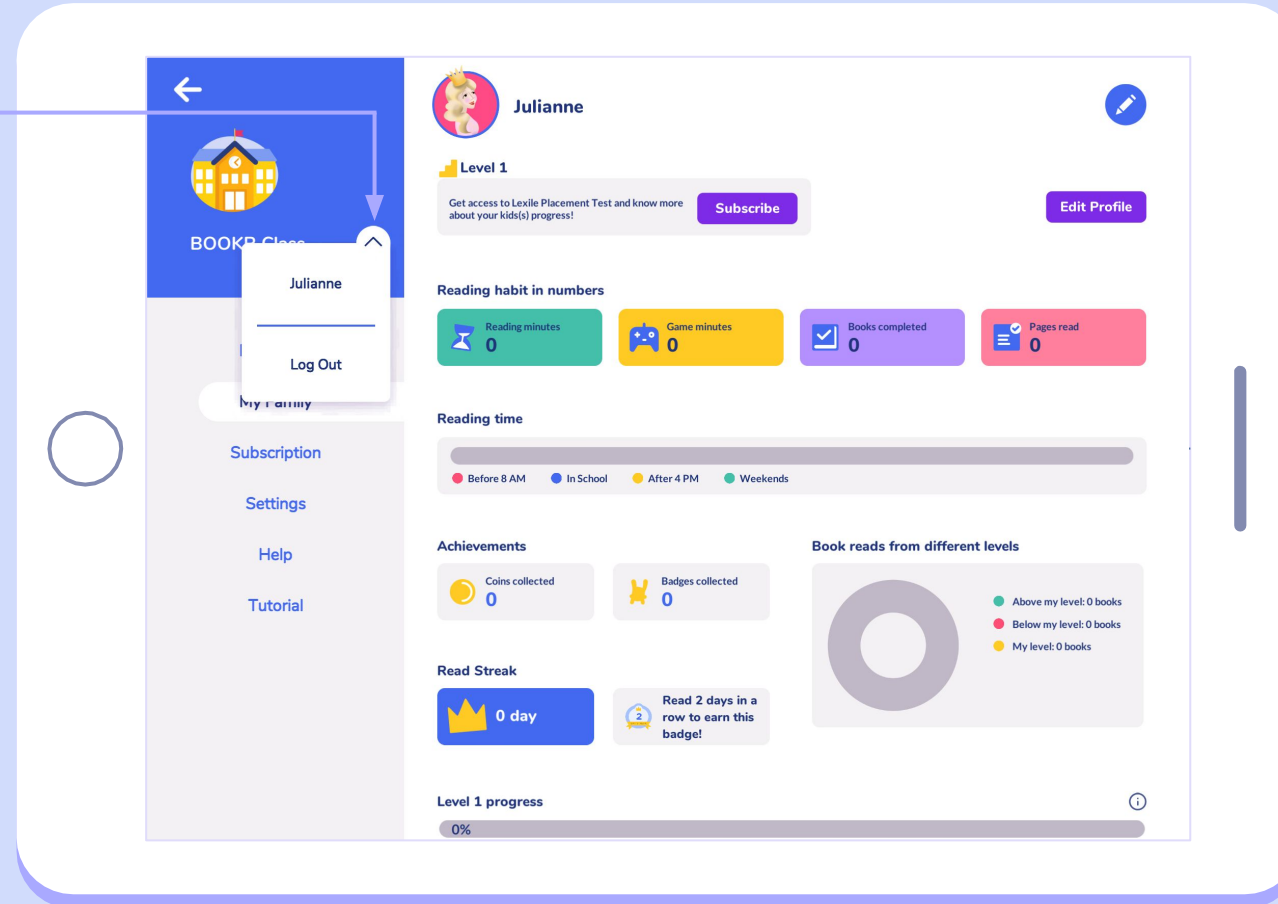 BOOKR Class
Julianne
Log Out
My Family
Subscription
Settings
Help
Tutorial
Julianne
Level 1
Get access to Lexile Placement Test and know more
about your kids(s) progress!
Subscribe
Edit Profile
Reading habit in numbers
Reading minutes
0
Game minutes
0
Books completed
0
Pages read
0
Reading time
Before 8 AM
In School
After 4 PM
Weekends
Achievements
Coins collected
0
Badges collected
0
Book reads from different levels
Above my level: 0 books
Below my level: 0 books
My level: 0 books
Read Streak
0 day
2
Read 2 days in a
row to earn this
badge!
Level 1 progress
0%